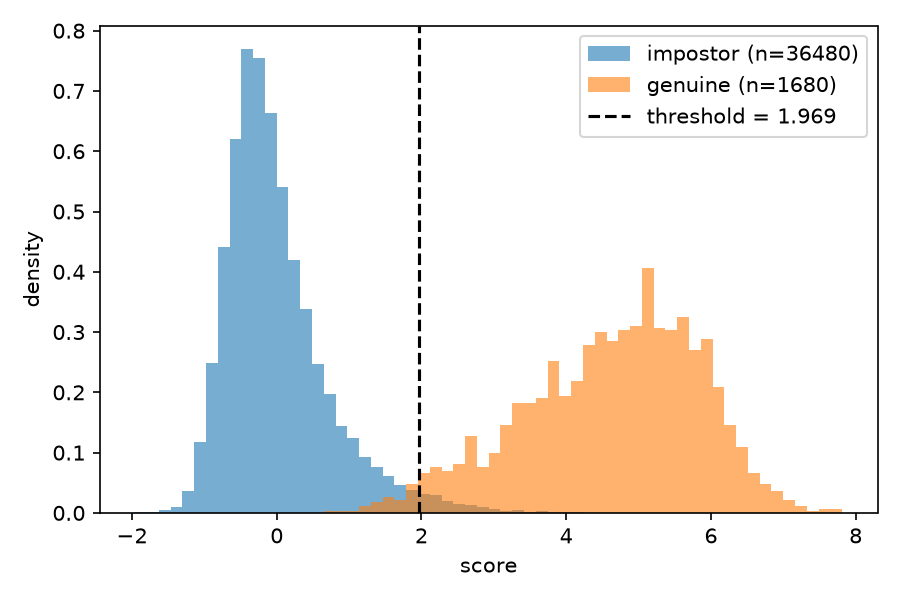 impostor (n=36480)
genuine (n=1680)
threshold = 1.969
density
0.8
0.7
0.6
0.5
0.4
0.3
0.2
0.1
0.0
−2 0 2 4 6 8
score